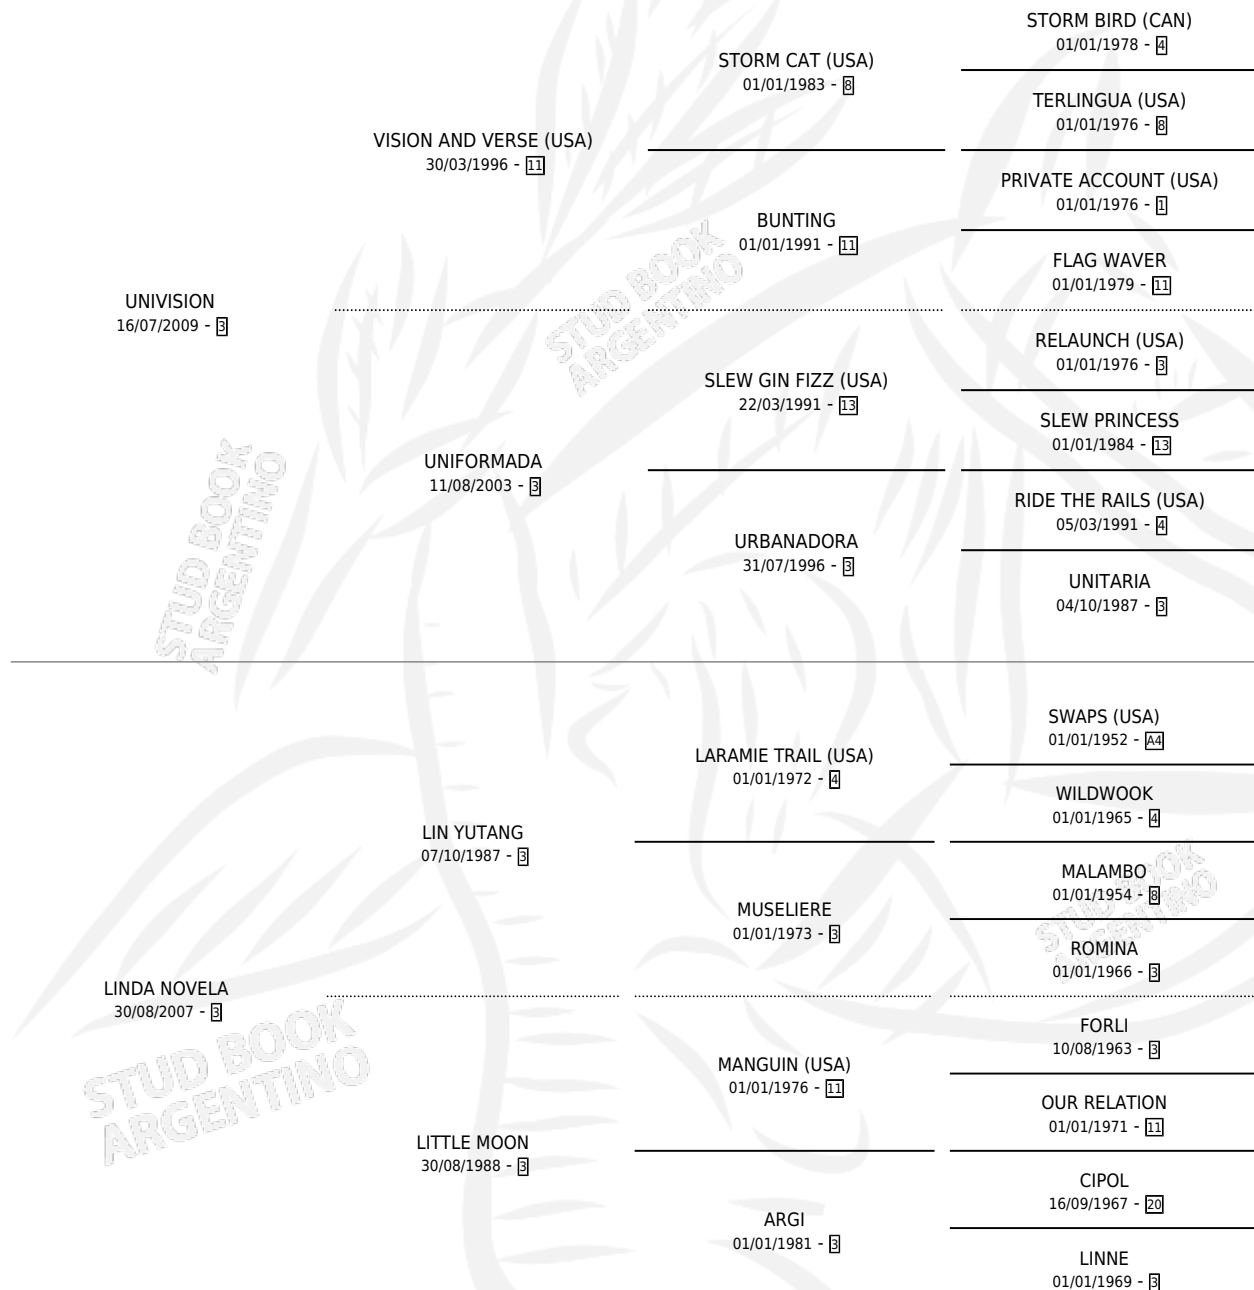 STORM BIRD (CAN)
01/01/1978 - 4
STORM CAT (USA)
01/01/1983 - 8
TERLINGUA (USA)
01/01/1976 - 8
VISION AND VERSE (USA)
30/03/1996 - 11
PRIVATE ACCOUNT (USA)
01/01/1976 - 1
BUNTING
01/01/1991 - 11
FLAG WAVER
01/01/1979 - 11
UNIVISION
16/07/2009 - 3
RELAUNCH (USA)
01/01/1976 - 3
SLEW GIN FIZZ (USA)
22/03/1991 - 13
SLEW PRINCESS
01/01/1984 - 13
UNIFORMADA
11/08/2003 - 3
RIDE THE RAILS (USA)
05/03/1991 - 4
URBANADORA
31/07/1996 - 3
UNITARIA
04/10/1987 - 3
SWAPS (USA)
01/01/1952 - A4
LARAMIE TRAIL (USA)
01/01/1972 - 4
WILDWOOK
01/01/1965 - 4
LIN YUTANG
07/10/1987 - 3
MALAMBO
01/01/1954 - 8
MUSELIERE
01/01/1973 - 3
ROMINA
01/01/1966 - 3
LINDA NOVELA
30/08/2007 - 3
FORLI
10/08/1963 - 3
MANGUIN (USA)
01/01/1976 - 11
OUR RELATION
01/01/1971 - 11
LITTLE MOON
30/08/1988 - 3
CIPOL
16/09/1967 - 20
ARGI
01/01/1981 - 3
LINNE
01/01/1969 - 3
STUD BOOK
ARGENTINO
STUD BOOK
ARGENTINO
STUD BOOK
ARGENTINO
STUD BOOK
ARGENTINO